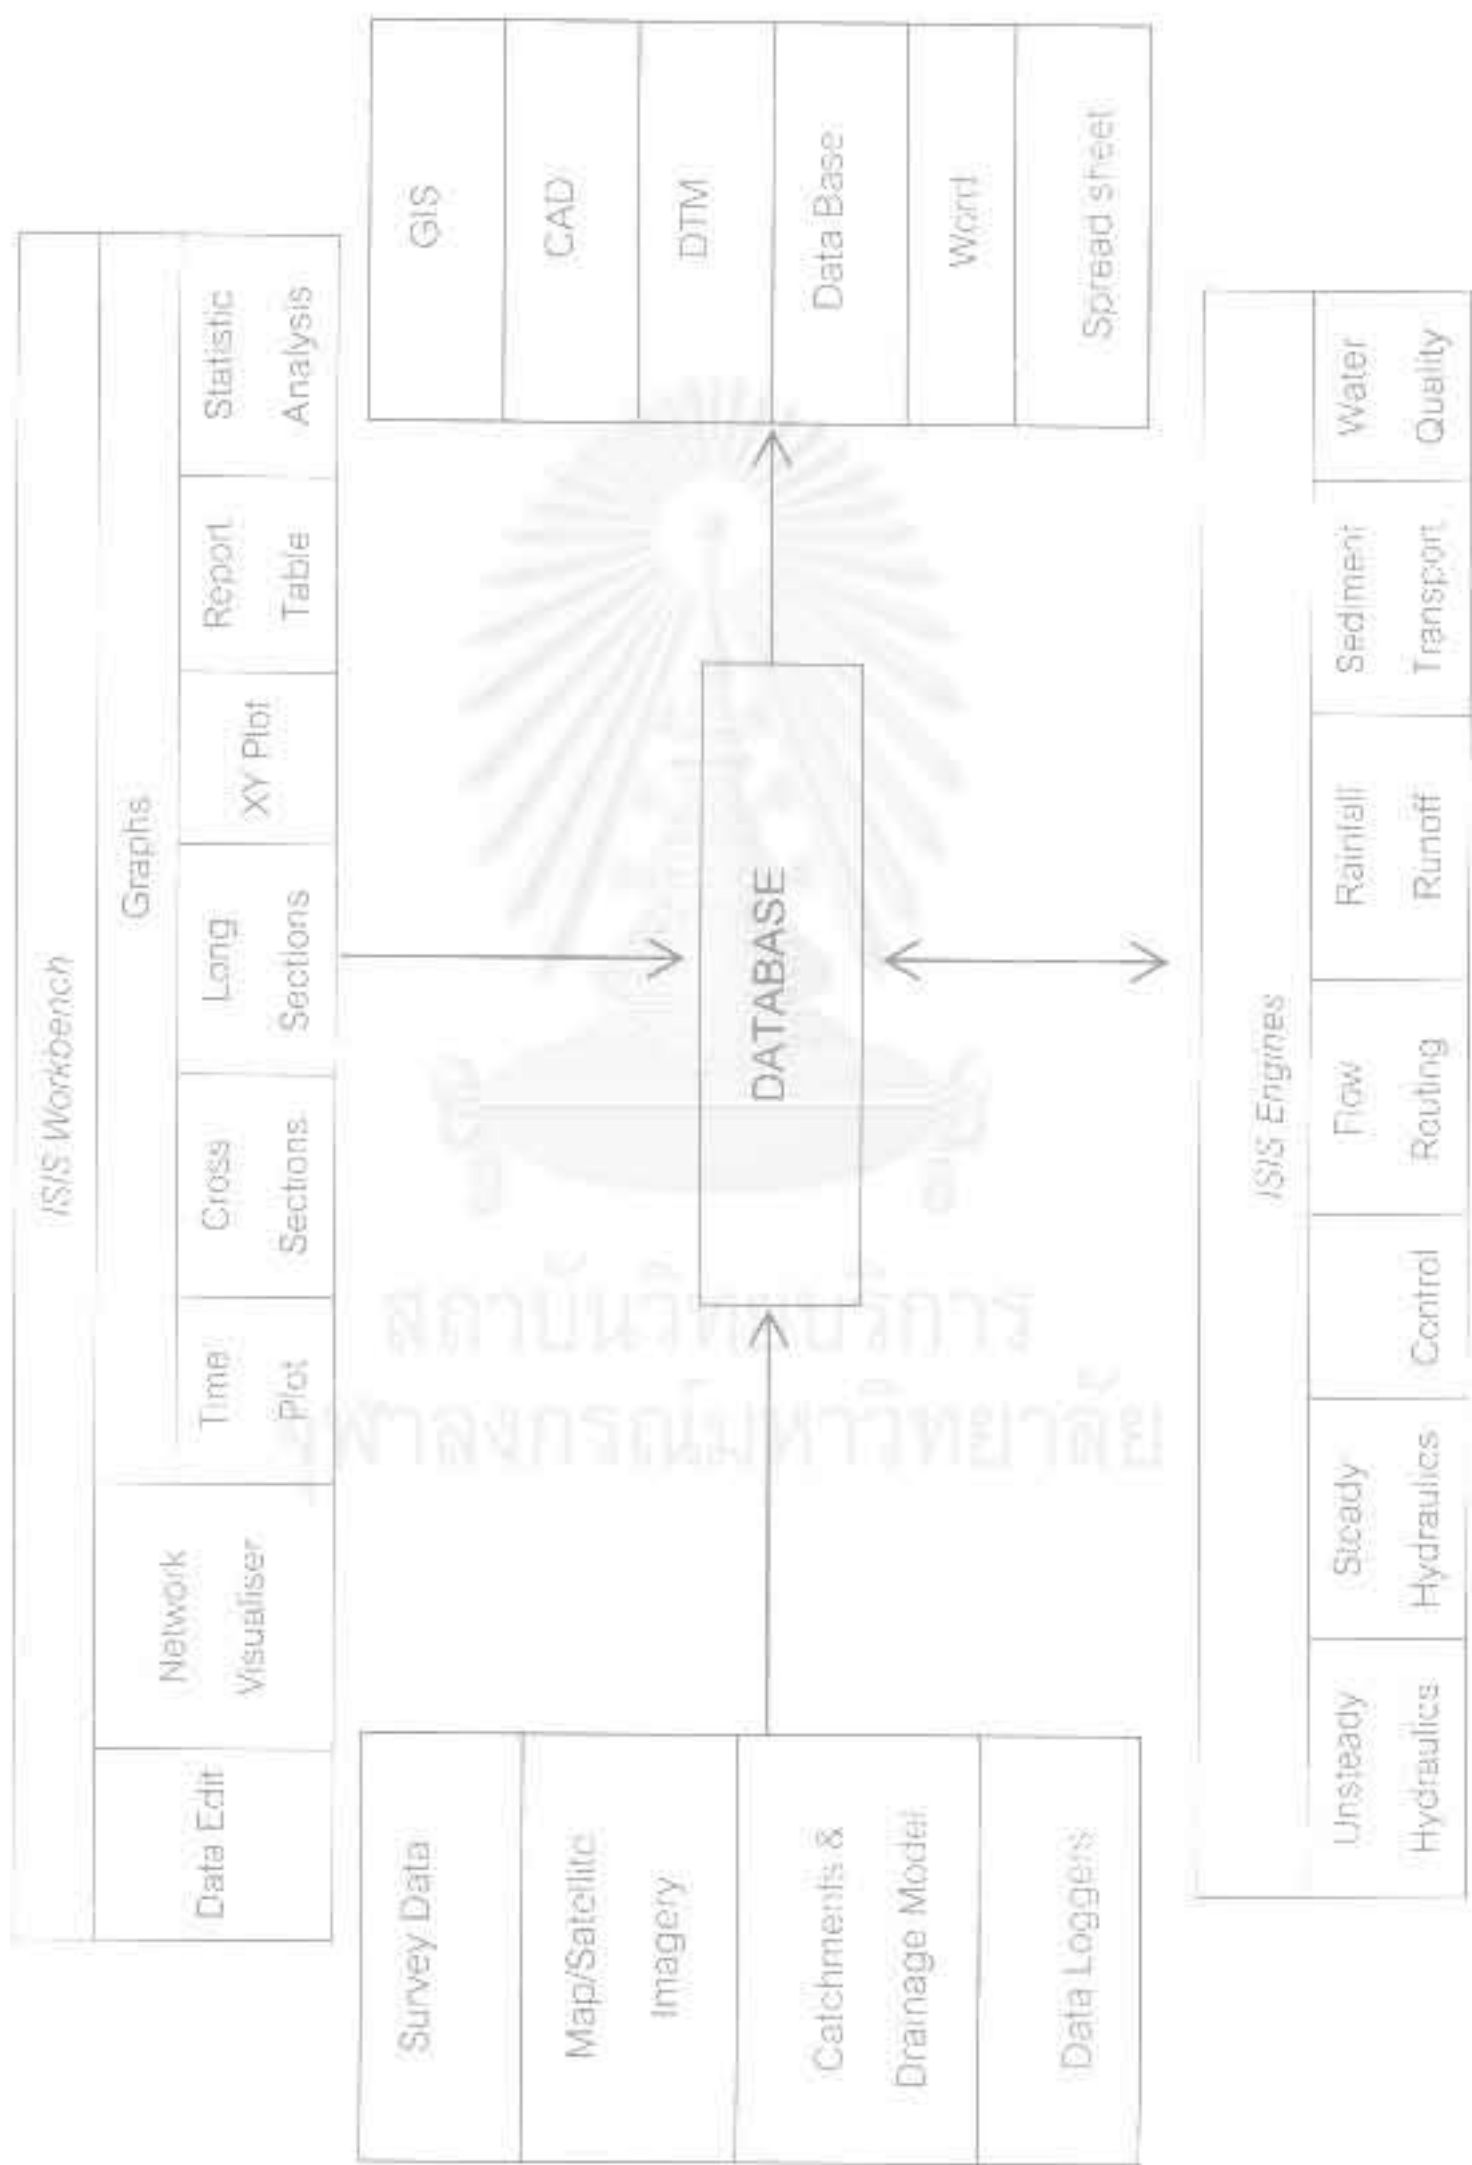 ISIS Workbench
Data Edit
Network
Visualiser
Graphs
Time
Plot
Cross
Sections
Long
Sections
XY Plot
Report
Table
Statistic
Analysis
Survey Data
Map/Satellite
Imagery
Catchments &
Drainage Model
Data Loggers
DATABASE
GIS
CAD
DTM
Data Base
Word
Spread sheet
ISIS Engines
Unsteady
Hydraulics
Steady
Hydraulics
Control
Flow
Routing
Rainfall
Runoff
Sediment
Transport
Water
Quality
สถาบันวิทยบริการ
จุฬาลงกรณ์มหาวิทยาลัย